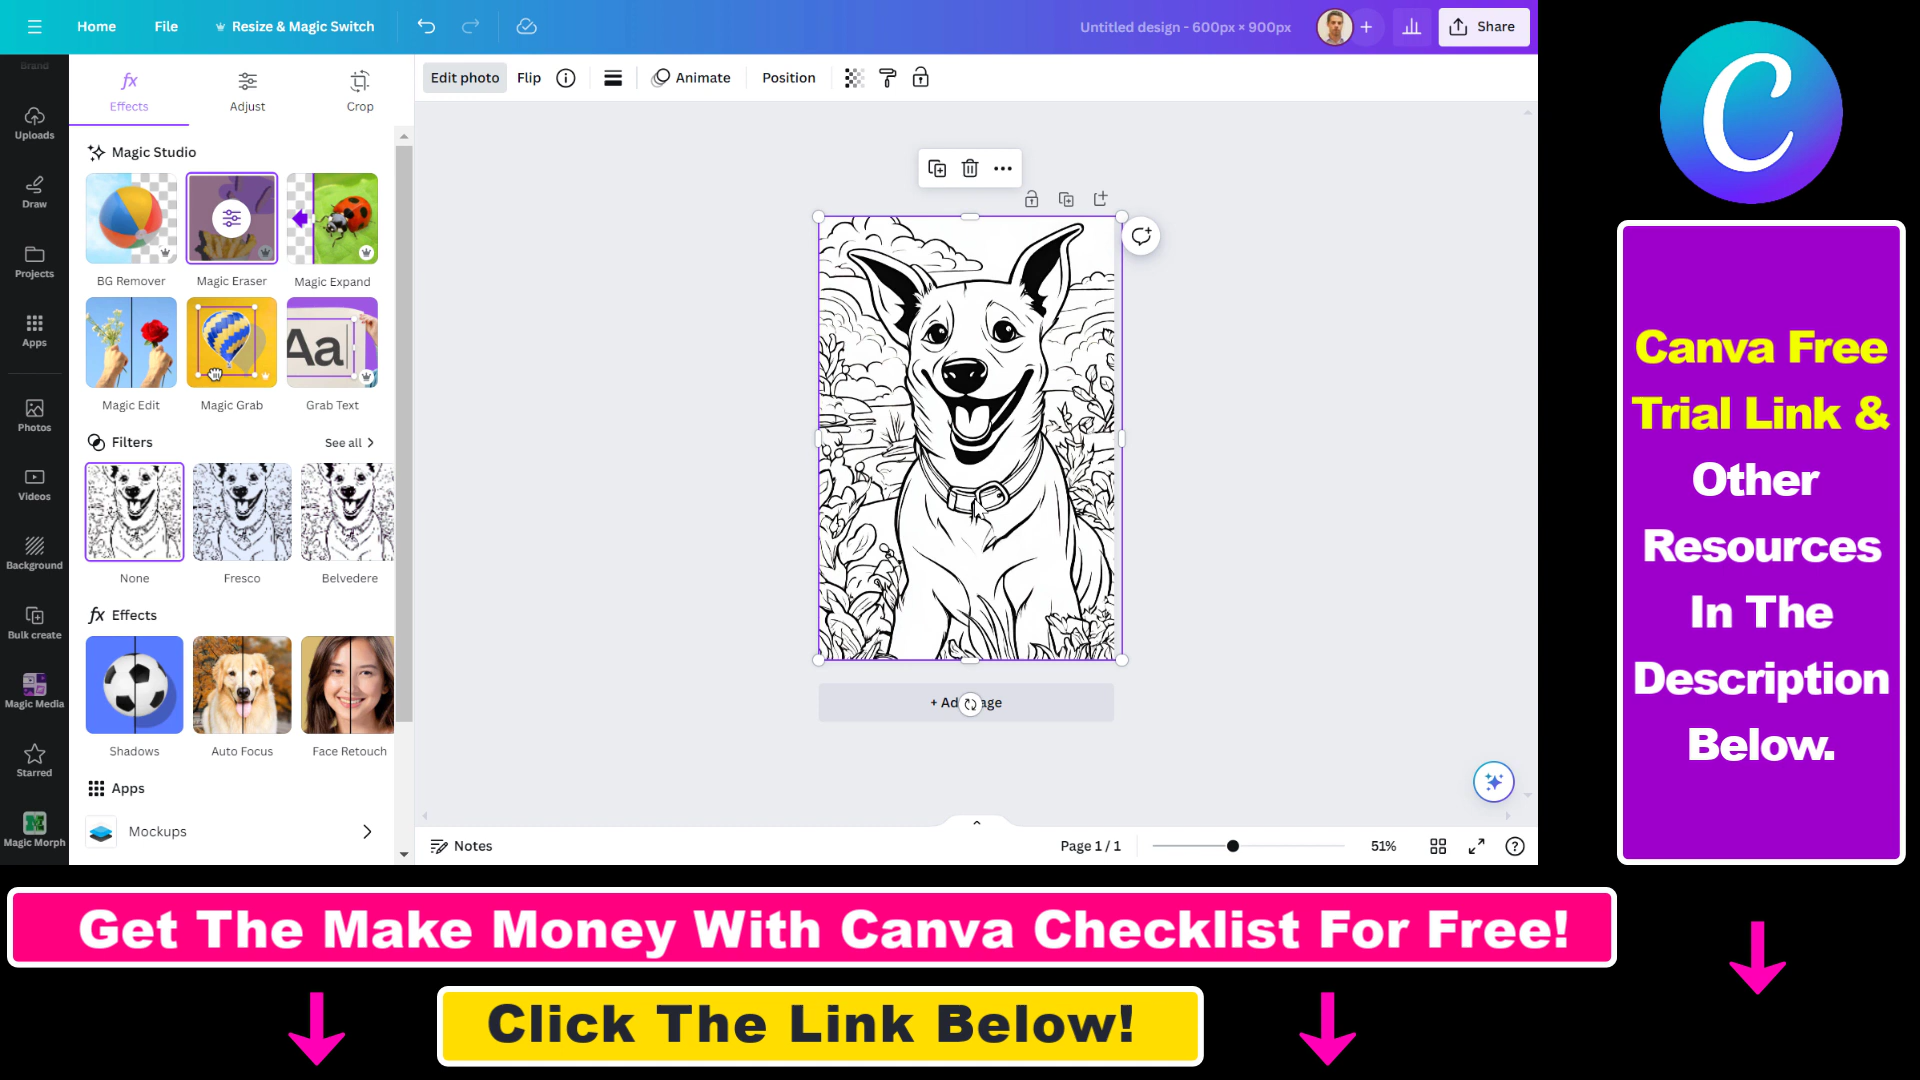 Home
File
Resize & Magic Switch
Untitled design - 600px × 900px
Share
Brand
Uploads
Draw
Projects
Apps
Photos
Videos
Background
Bulk create
Magic Media
Starred
Magic Morph
fx
Effects
Adjust
Crop
Magic Studio
BG Remover
Magic Eraser
Magic Expand
Aa
Magic Edit
Magic Grab
Grab Text
Filters
See all
None
Fresco
Belvedere
fx Effects
Shadows
Auto Focus
Face Retouch
Apps
Mockups
Edit photo
Flip
Animate
Position
Notes
Page 1 / 1
51%
C
Canva Free
Trial Link &
Other
Resources
In The
Description
Below.
Get The Make Money With Canva Checklist For Free!
Click The Link Below!